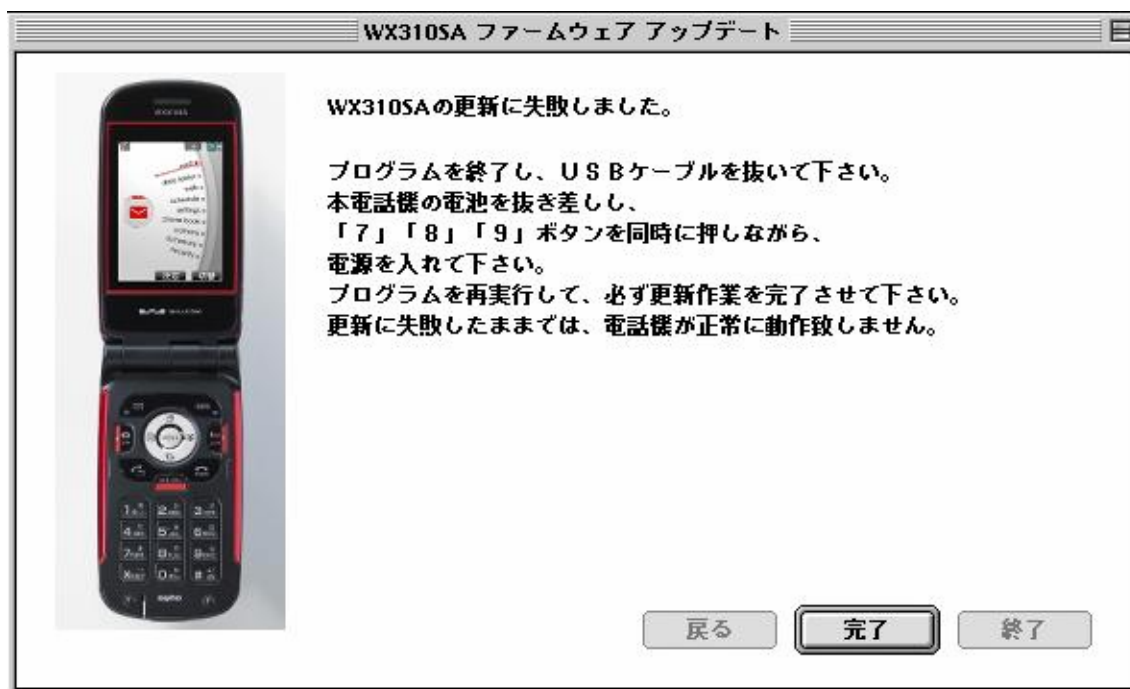 WX310SA ファームウェア アップデート
WX310SAの更新に失敗しました。
プログラムを終了し、ＵＳＢケーブルを抜いて下さい。
本電話機の電池を抜き差しし、
「7」「8」「9」ボタンを同時に押しながら、
電源を入れて下さい。
プログラムを再実行して、必ず更新作業を完了させて下さい。
更新に失敗したままでは、電話機が正常に動作致しません。
戻る
完了
終了